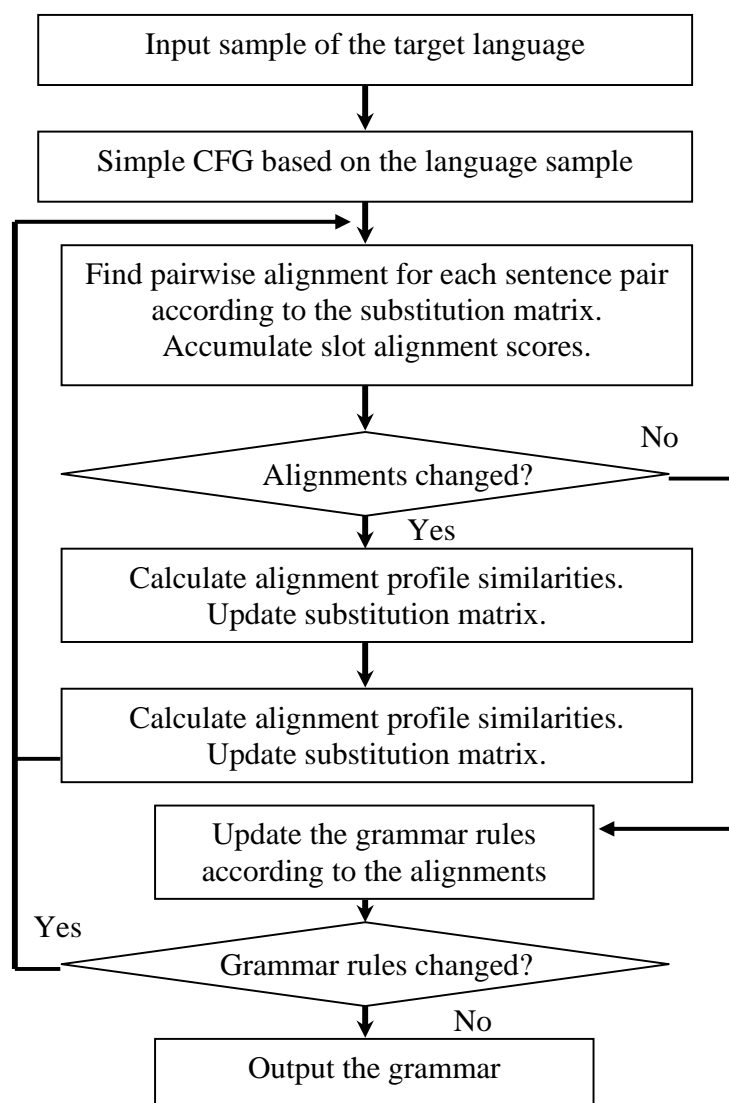 Input sample of the target language
Simple CFG based on the language sample
Find pairwise alignment for each sentence pair
according to the substitution matrix.
Accumulate slot alignment scores.
No
Alignments changed?
Yes
Calculate alignment profile similarities.
Update substitution matrix.
Calculate alignment profile similarities.
Update substitution matrix.
Update the grammar rules
according to the alignments
Yes
Grammar rules changed?
No
Output the grammar